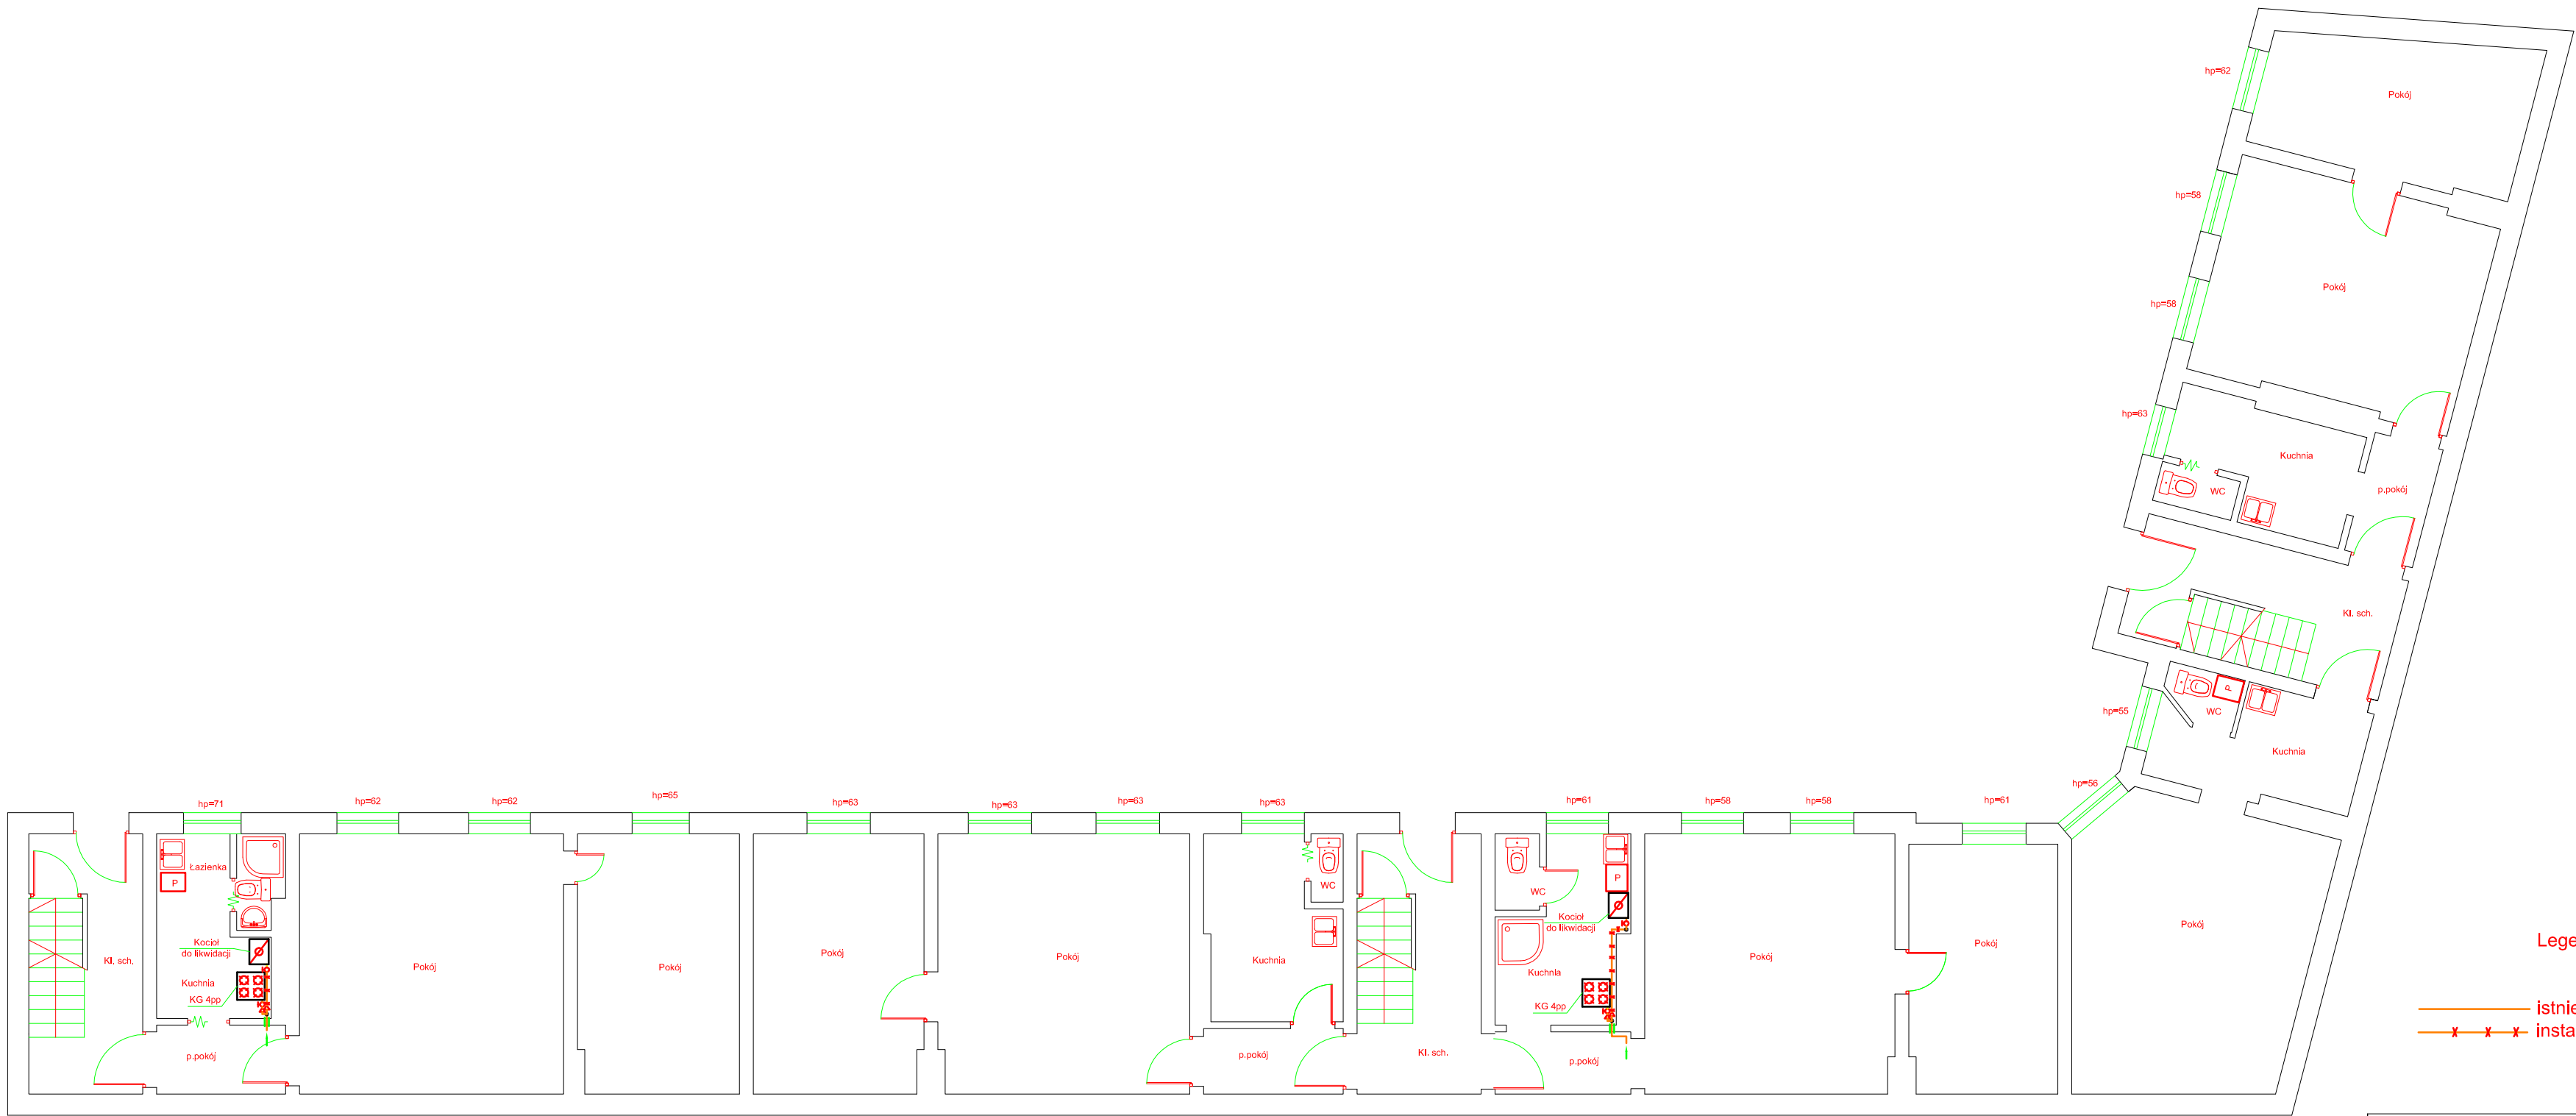 hp=62
Pokój
hp=58
Pokój
hp=58
hp=63
Kuchnia
WC
p.pokój
Kl. sch.
hp=55
P
WC
Kuchnia
hp=56
hp=71
hp=62
hp=62
hp=65
hp=63
hp=63
hp=63
hp=63
hp=61
hp=58
hp=58
hp=61
Łazienka
P
WC
WC
P
Kocioł
do likwidacji
Kocioł
do likwidacji
Kl. sch.
Pokój
Pokój
Pokój
Pokój
Kuchnia
Kuchnia
Pokój
Pokój
Pokój
Kuchnia
KG 4pp
KG 4pp
p.pokój
p.pokój
Kl. sch.
p.pokój
Lege
istnie
insta